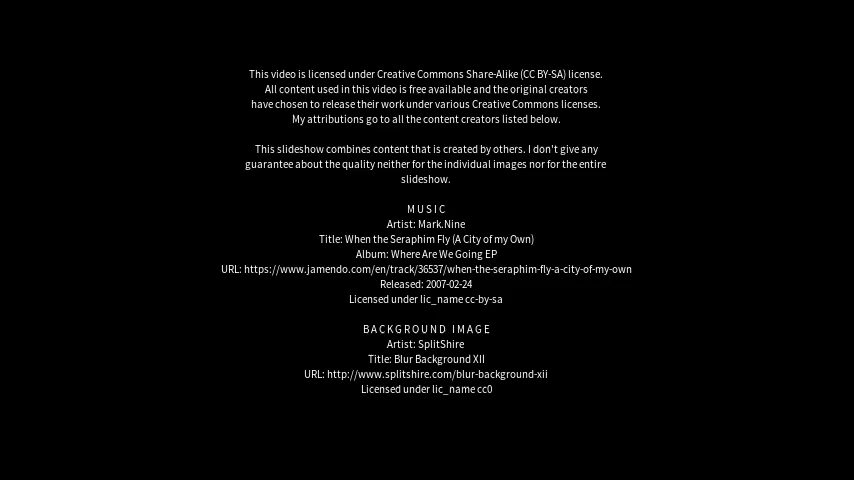 This video is licensed under Creative Commons Share-Alike (CC BY-SA) license.
All content used in this video is free available and the original creators
have chosen to release their work under various Creative Commons licenses.
My attributions go to all the content creators listed below.
This slideshow combines content that is created by others. I don't give any
guarantee about the quality neither for the individual images nor for the entire
slideshow.
MUSIC
Artist: Mark.Nine
Title: When the Seraphim Fly (A City of my Own)
Album: Where Are We Going EP
URL: https://www.jamendo.com/en/track/36537/when-the-seraphim-fly-a-city-of-my-own
Released: 2007-02-24
Licensed under lic_name cc-by-sa
BACKGROUND IMAGE
Artist: SplitShire
Title: Blur Background XII
URL: http://www.splitshire.com/blur-background-xii
Licensed under lic_name cc0